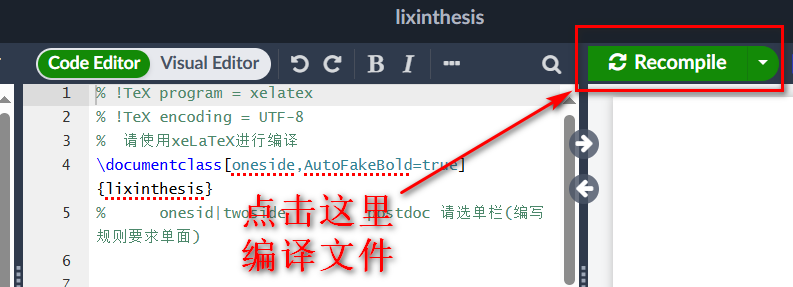 lixinthesis
Code Editor Visual Editor B I Recompile
1 % !TeX program = xelatex
2 % !TeX encoding = UTF-8
3 % 请使用xeLaTeX进行编译
4 \documentclass[oneside,AutoFakeBold=true]
{lixinthesis}
5 % onesid|twoside postdoc 请选单栏(编写
规则要求单面)
6
7
点击这里
编译文件